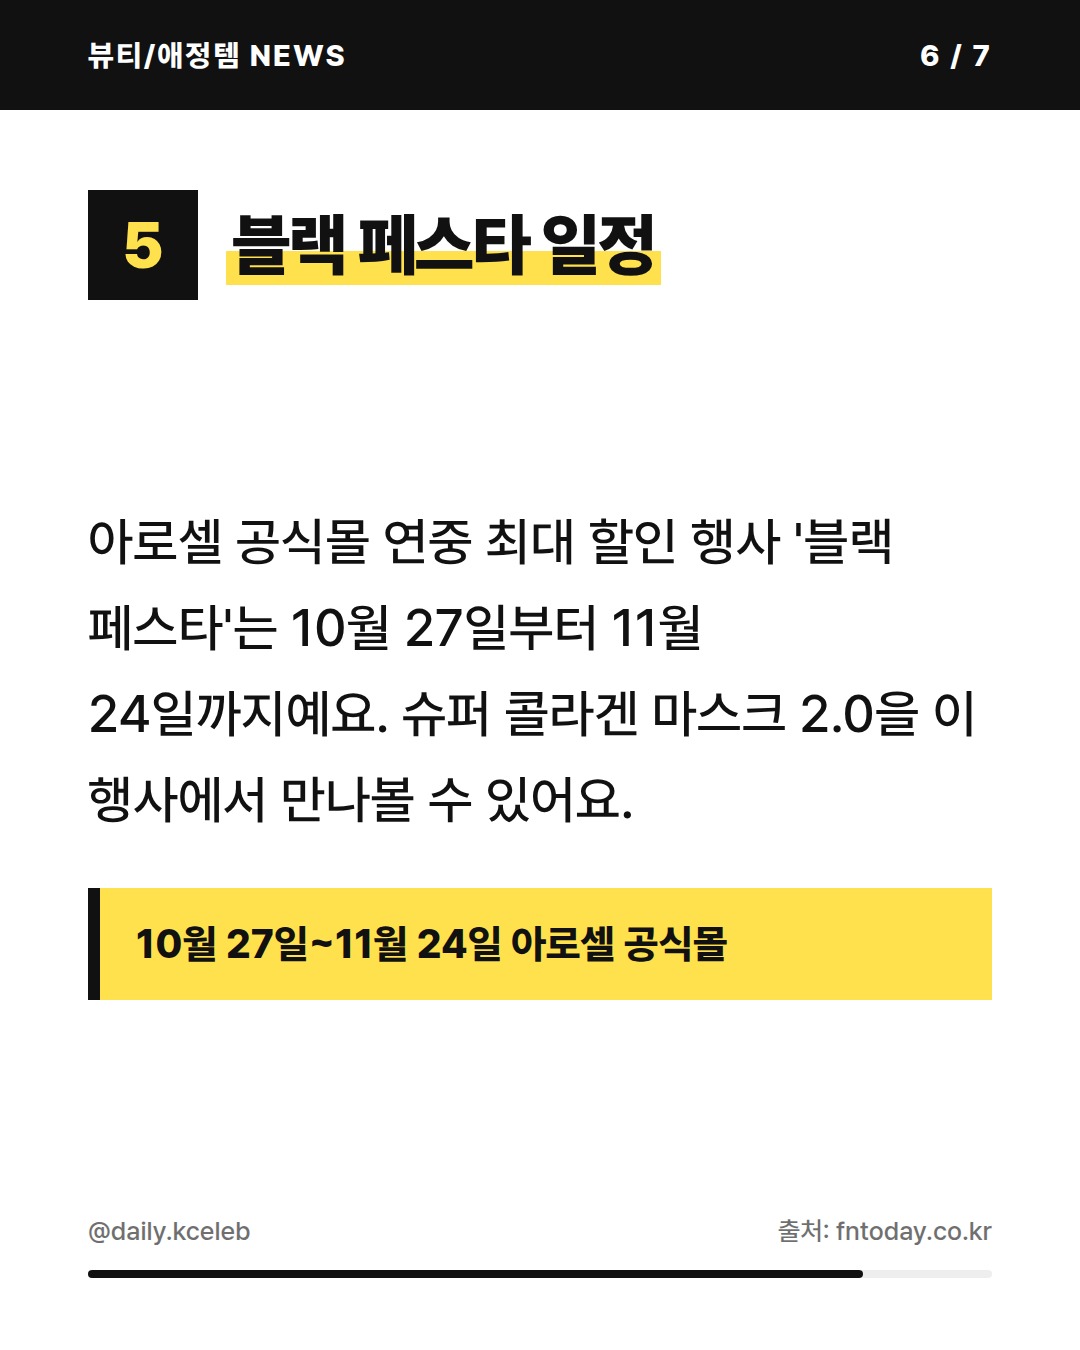 뷰티/애정템 NEWS
6 / 7
5
블랙 페스타 일정
아로셀 공식몰 연중 최대 할인 행사 '블랙
페스타'는 10월 27일부터 11월
24일까지예요. 슈퍼 콜라겐 마스크 2.0을 이
행사에서 만나볼 수 있어요.
10월 27일~11월 24일 아로셀 공식몰
@daily.kceleb
출처: fntoday.co.kr